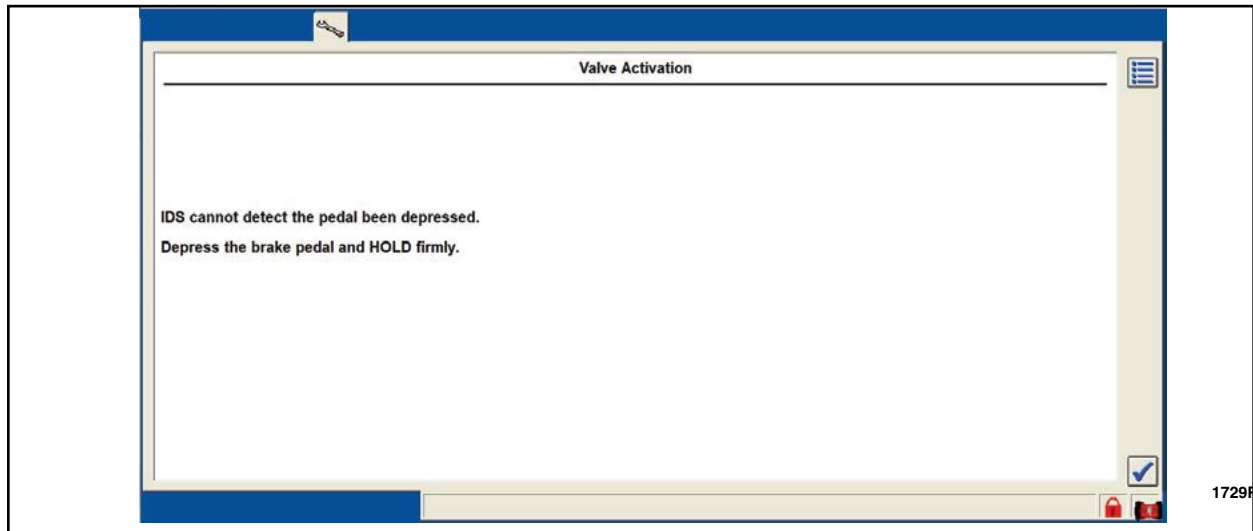 Valve Activation
IDS cannot detect the pedal been depressed.
Depress the brake pedal and HOLD firmly.